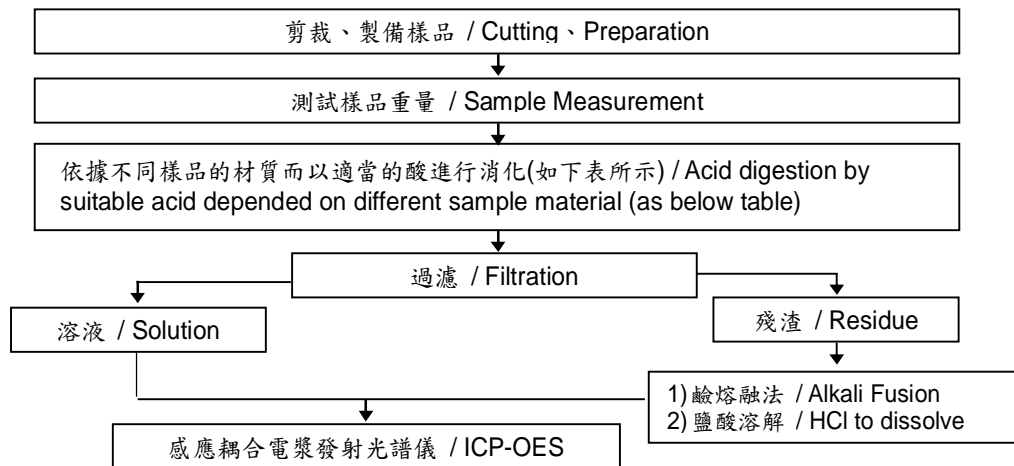 剪裁、製備樣品 / Cutting、Preparation
測試樣品重量 / Sample Measurement
依據不同樣品的材質而以適當的酸進行消化(如下表所示) / Acid digestion by
suitable acid depended on different sample material (as below table)
過濾 / Filtration
溶液 / Solution
殘渣 / Residue
1) 鹼熔融法 / Alkali Fusion
2) 鹽酸溶解 / HCl to dissolve
感應耦合電漿發射光譜儀 / ICP-OES